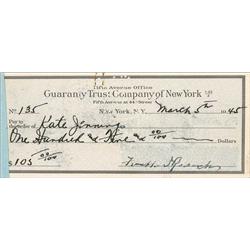 Fifth Avenue Office
Guaranty Trust Company of New York
Fifth Avenue at 44th Street
No 135 New York, N.Y. March 5th 1945
Pay to
the order of Kate Jennings
One Hundred & Five & 00/100 Dollars
$105 00/100